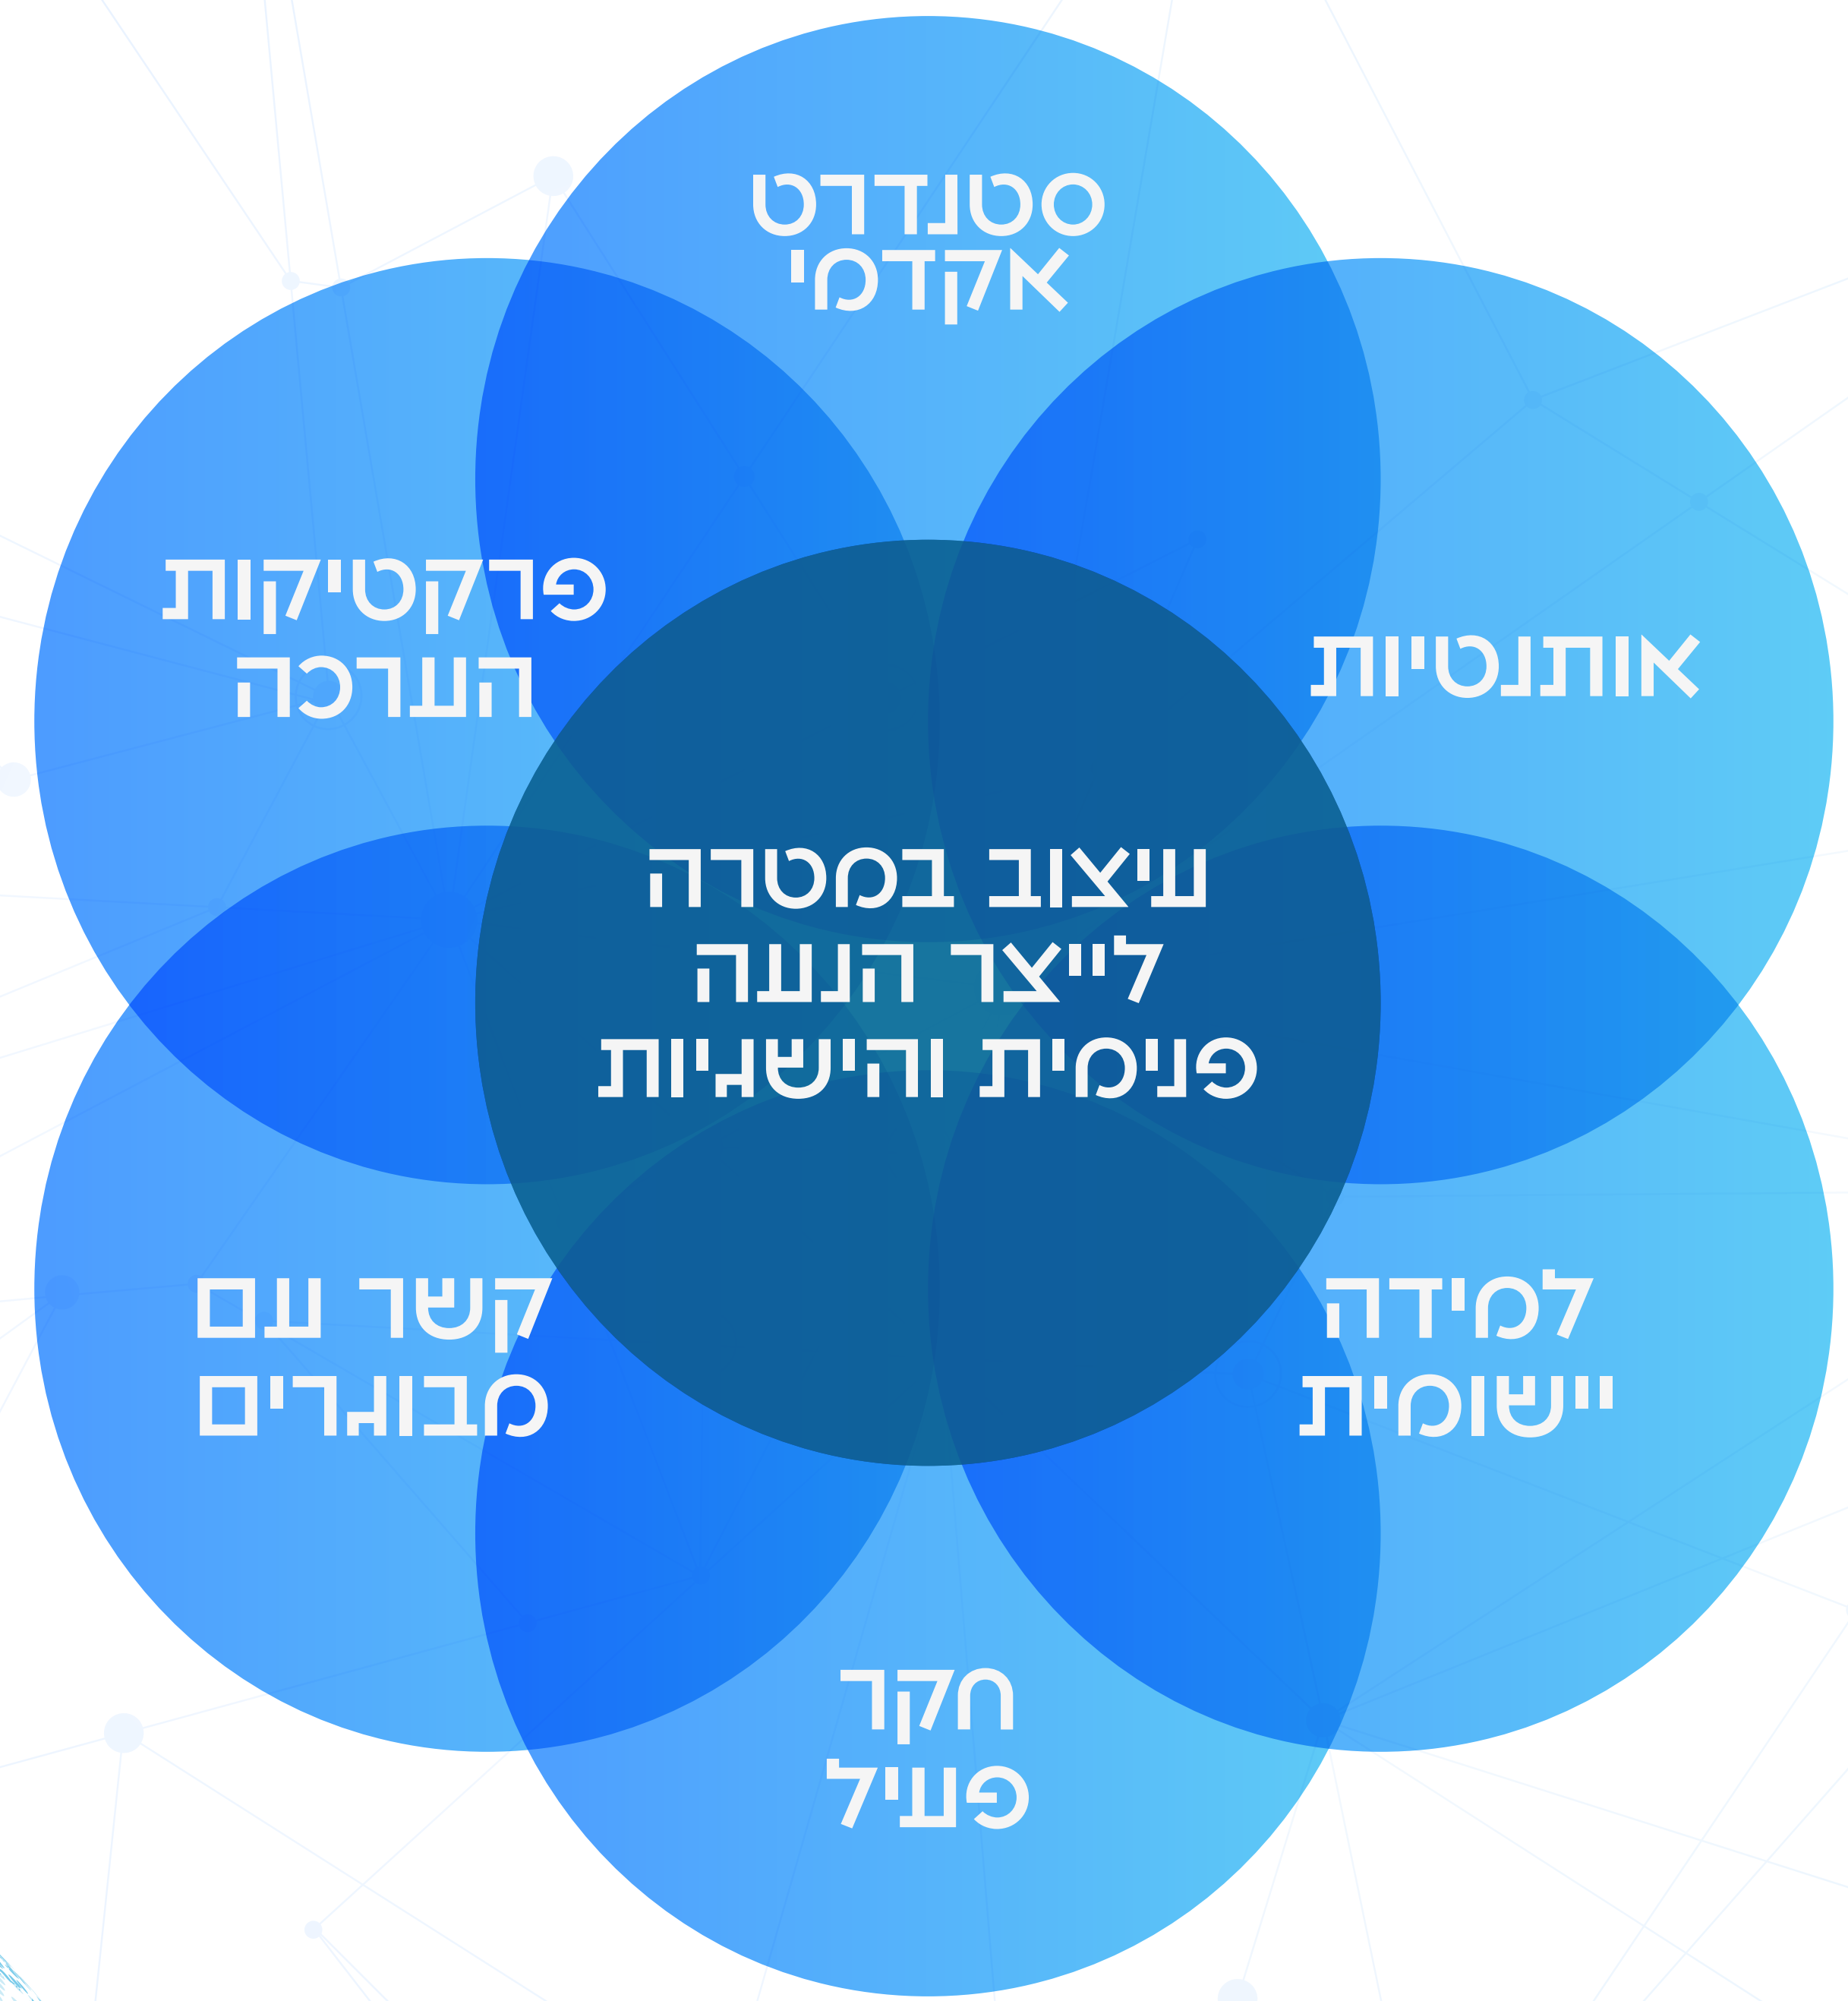 סטנדרט
אקדמי
אותנטיות
פרקטיקות
הערכה
עיצוב במטרה
לייצר הנעה
פנימית והישגיות
למידה
יישומית
קשר עם
מבוגרים
חקר
פעיל